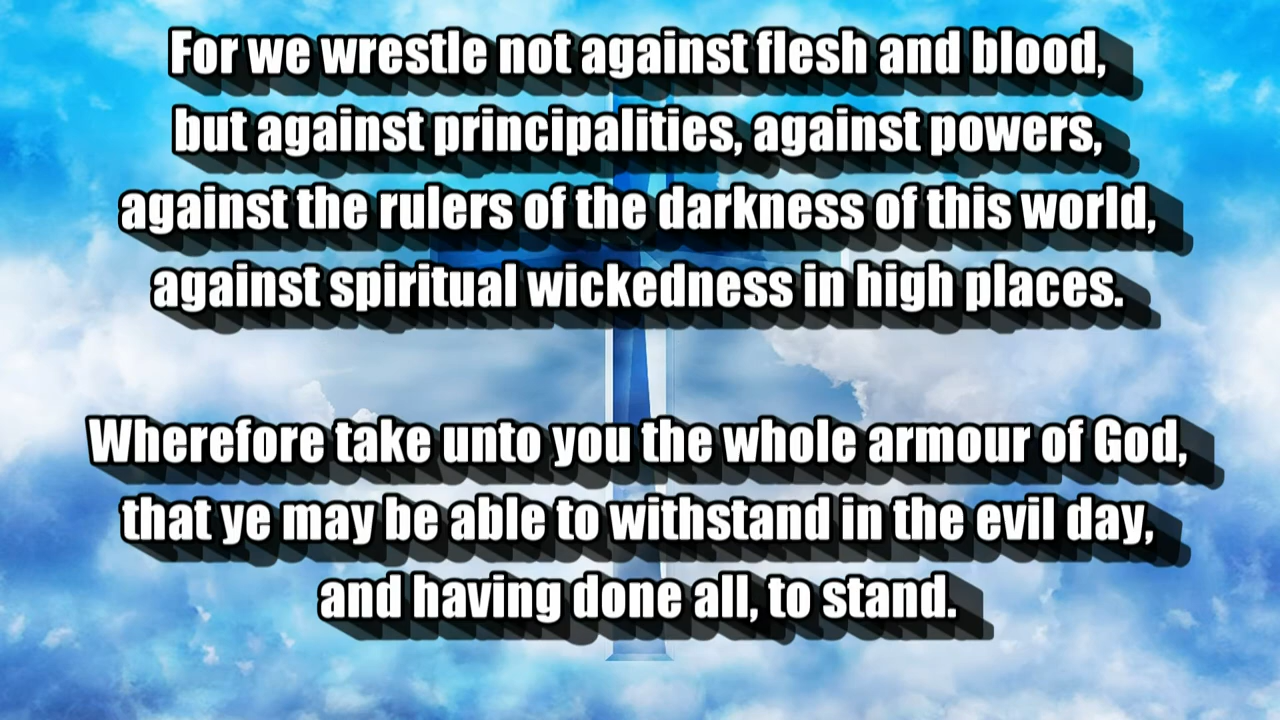 For we wrestle not against flesh and blood,
but against principalities, against powers,
against the rulers of the darkness of this world,
against spiritual wickedness in high places.
Wherefore take unto you the whole armour of God,
that ye may be able to withstand in the evil day,
and having done all, to stand.